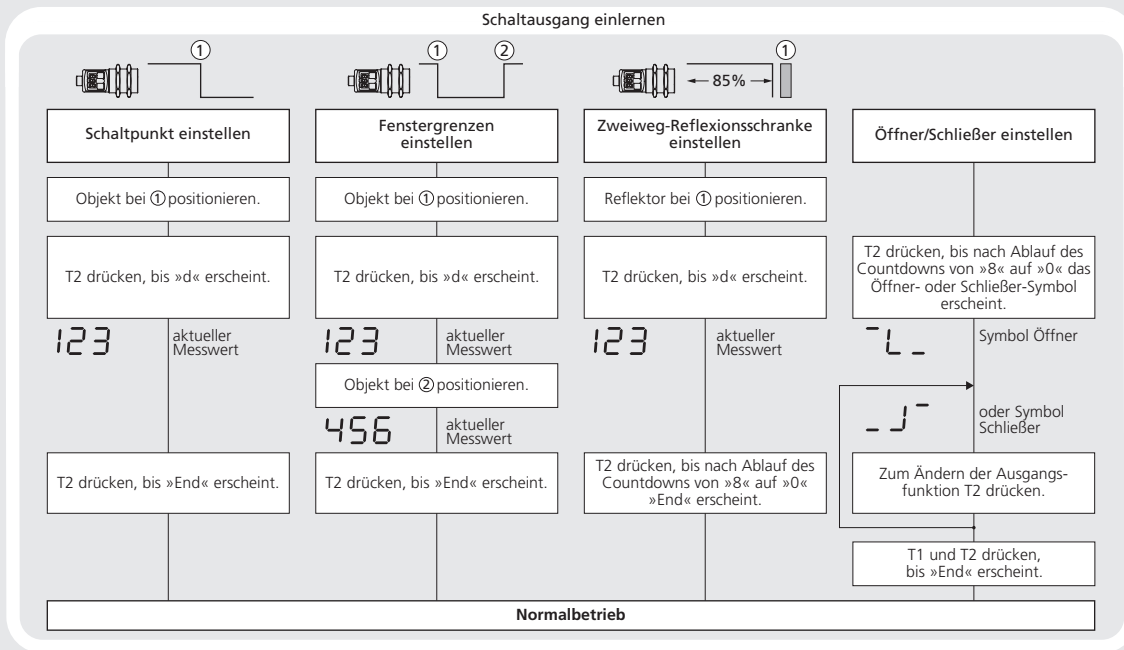 Schaltausgang einlernen
①
① ②
①
85%
Schaltpunkt einstellen
Objekt bei ① positionieren.
T2 drücken, bis »d« erscheint.
123
aktueller
Messwert
T2 drücken, bis »End« erscheint.
Fenstergrenzen
einstellen
Objekt bei ① positionieren.
T2 drücken, bis »d« erscheint.
123
aktueller
Messwert
Objekt bei ② positionieren.
456
aktueller
Messwert
T2 drücken, bis »End« erscheint.
Zweiweg-Reflexionsschranke
einstellen
Reflektor bei ① positionieren.
T2 drücken, bis »d« erscheint.
123
aktueller
Messwert
T2 drücken, bis nach Ablauf des
Countdowns von »8« auf »0«
»End« erscheint.
Öffner/Schließer einstellen
T2 drücken, bis nach Ablauf des
Countdowns von »8« auf »0« das
Öffner- oder Schließer-Symbol
erscheint.
Symbol Öffner
oder Symbol
Schließer
Zum Ändern der Ausgangs-
funktion T2 drücken.
T1 und T2 drücken,
bis »End« erscheint.
Normalbetrieb